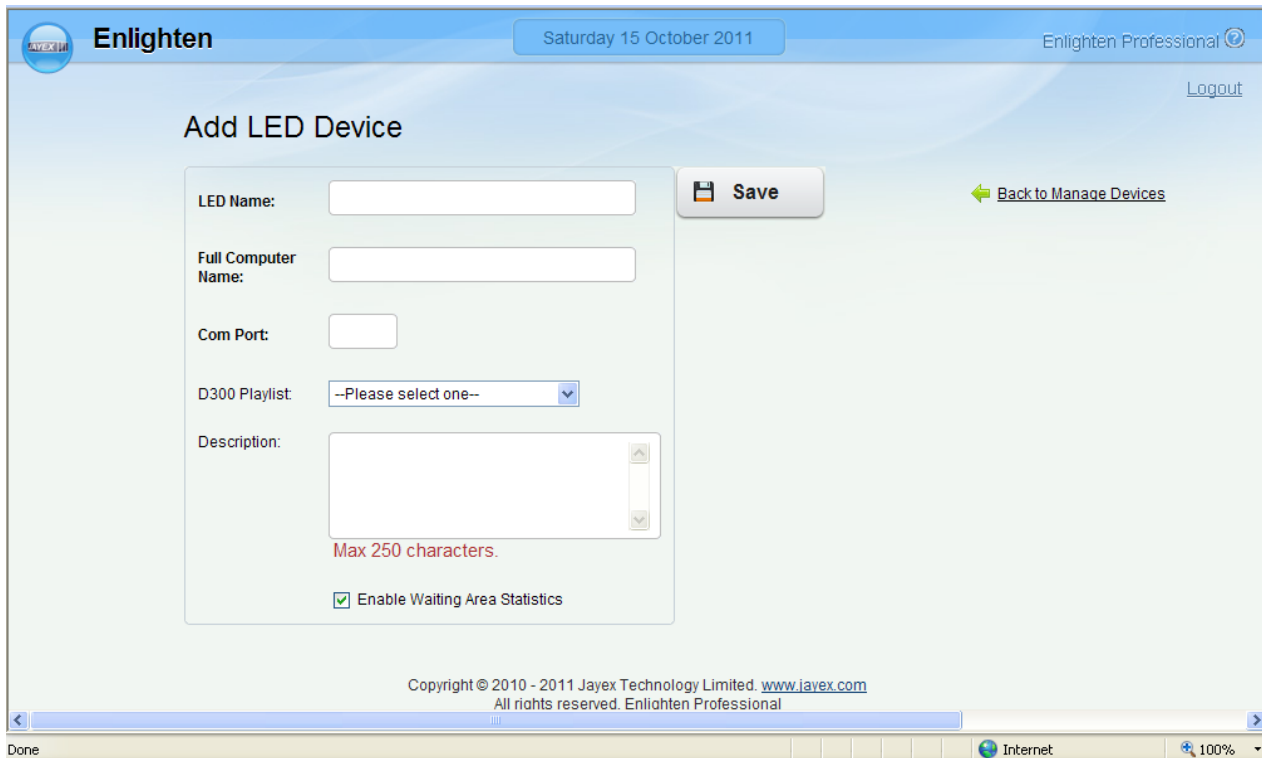 JAYEX
Enlighten
Saturday 15 October 2011
Enlighten Professional ?
Logout
Add LED Device
LED Name:
Save
Back to Manage Devices
Full Computer
Name:
Com Port:
D300 Playlist:
--Please select one--
Description:
Max 250 characters.
Enable Waiting Area Statistics
Copyright © 2010 - 2011 Jayex Technology Limited. www.jayex.com
All rights reserved. Enlighten Professional
Done
Internet
100%